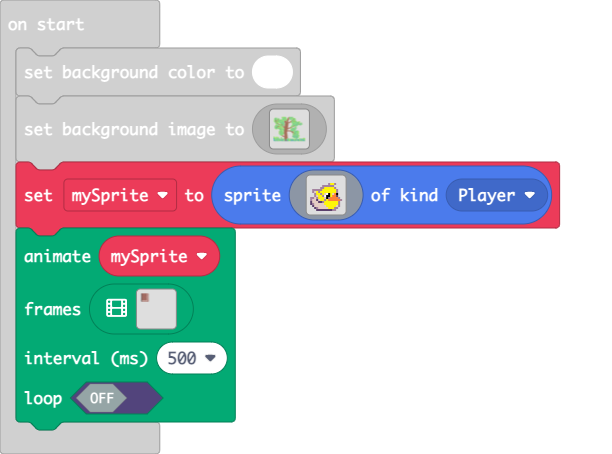 on start
set background color to
set background image to
set mySprite to sprite of kind Player
animate mySprite
frames
interval (ms) 500
loop OFF